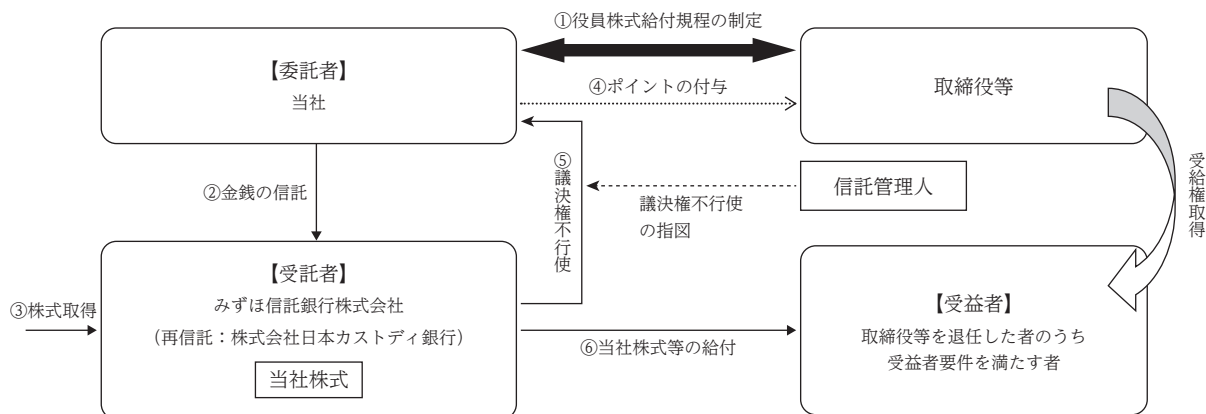 ①役員株式給付規程の制定
【委託者】
当社
④ポイントの付与
取締役等
②金銭の信託
⑤議決権不行使
議決権不行使
の指図
信託管理人
受給権取得
③株式取得
【受託者】
みずほ信託銀行株式会社
（再信託：株式会社日本カストディ銀行）
当社株式
⑥当社株式等の給付
【受益者】
取締役等を退任した者のうち
受益者要件を満たす者